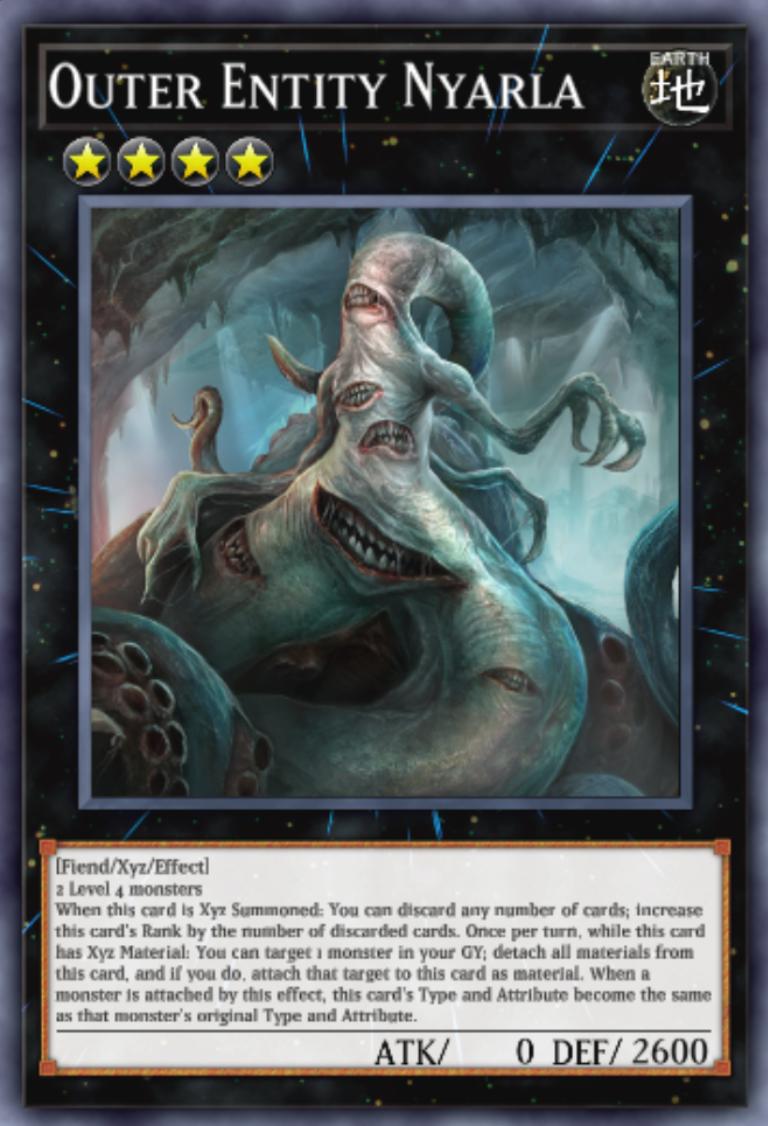 OUTER ENTITY NYARLA
EARTH
地
[Fiend/Xyz/Effect]
2 Level 4 monsters
When this card is Xyz Summoned: You can discard any number of cards; increase
this card's Rank by the number of discarded cards. Once per turn, while this card
has Xyz Material: You can target 1 monster in your GY; detach all materials from
this card, and if you do, attach that target to this card as material. When a
monster is attached by this effect, this card's Type and Attribute become the same
as that monster's original Type and Attribute.
ATK/ 0 DEF/ 2600